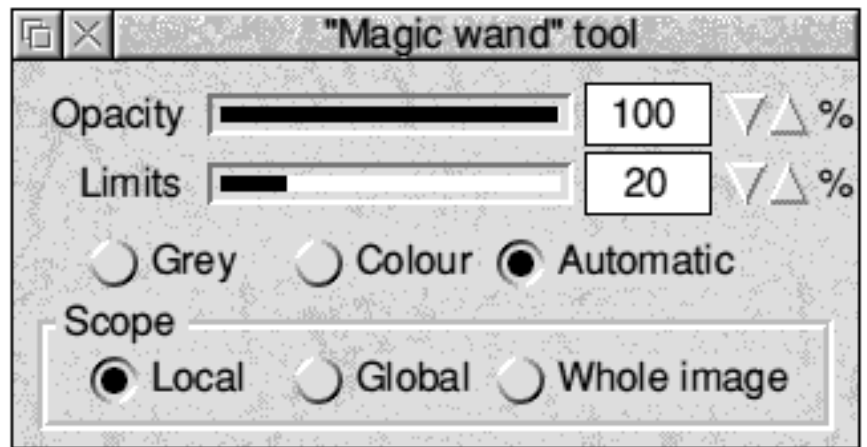 "Magic wand" tool
Opacity 100 %
Limits 20 %
Grey Colour Automatic
Scope
Local Global Whole image